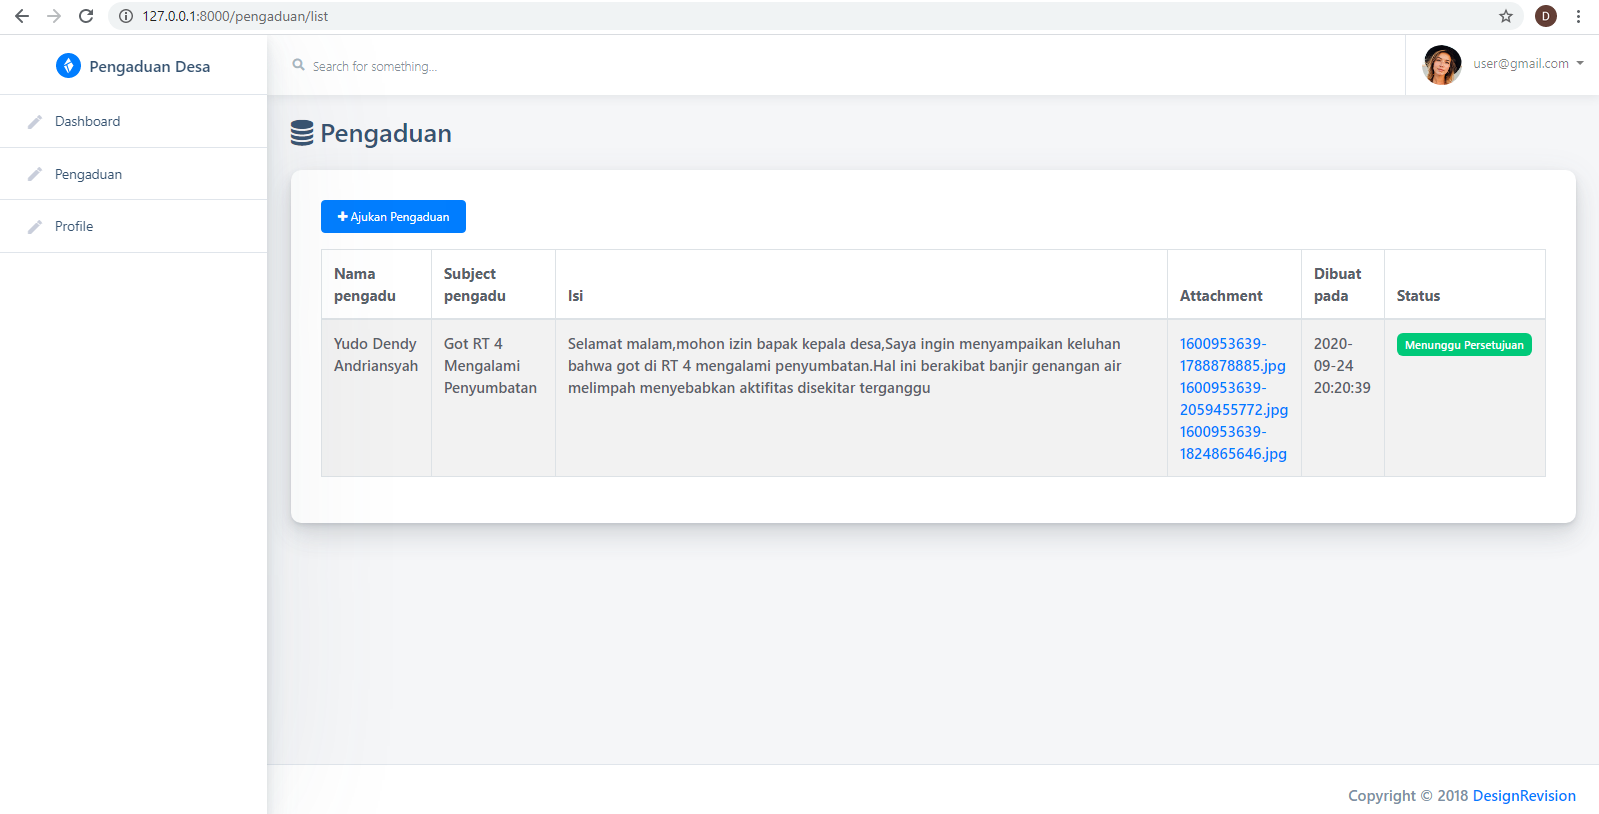 127.0.0.1:8000/pengaduan/list
D
Pengaduan Desa
Search for something...
user@gmail.com
Dashboard
Pengaduan
Profile
Pengaduan
Ajukan Pengaduan
Nama pengadu
Subject pengadu
Isi
Attachment
Dibuat pada
Status
Yudo Dendy
Andriansyah
Got RT 4
Mengalami
Penyumbatan
Selamat malam,mohon izin bapak kepala desa,Saya ingin menyampaikan keluhan
bahwa got di RT 4 mengalami penyumbatan.Hal ini berakibat banjir genangan air
melimpah menyebabkan aktifitas disekitar terganggu
1600953639-
1788878885.jpg
1600953639-
2059455772.jpg
1600953639-
1824865646.jpg
2020-
09-24
20:20:39
Menunggu Persetujuan
Copyright © 2018 DesignRevision